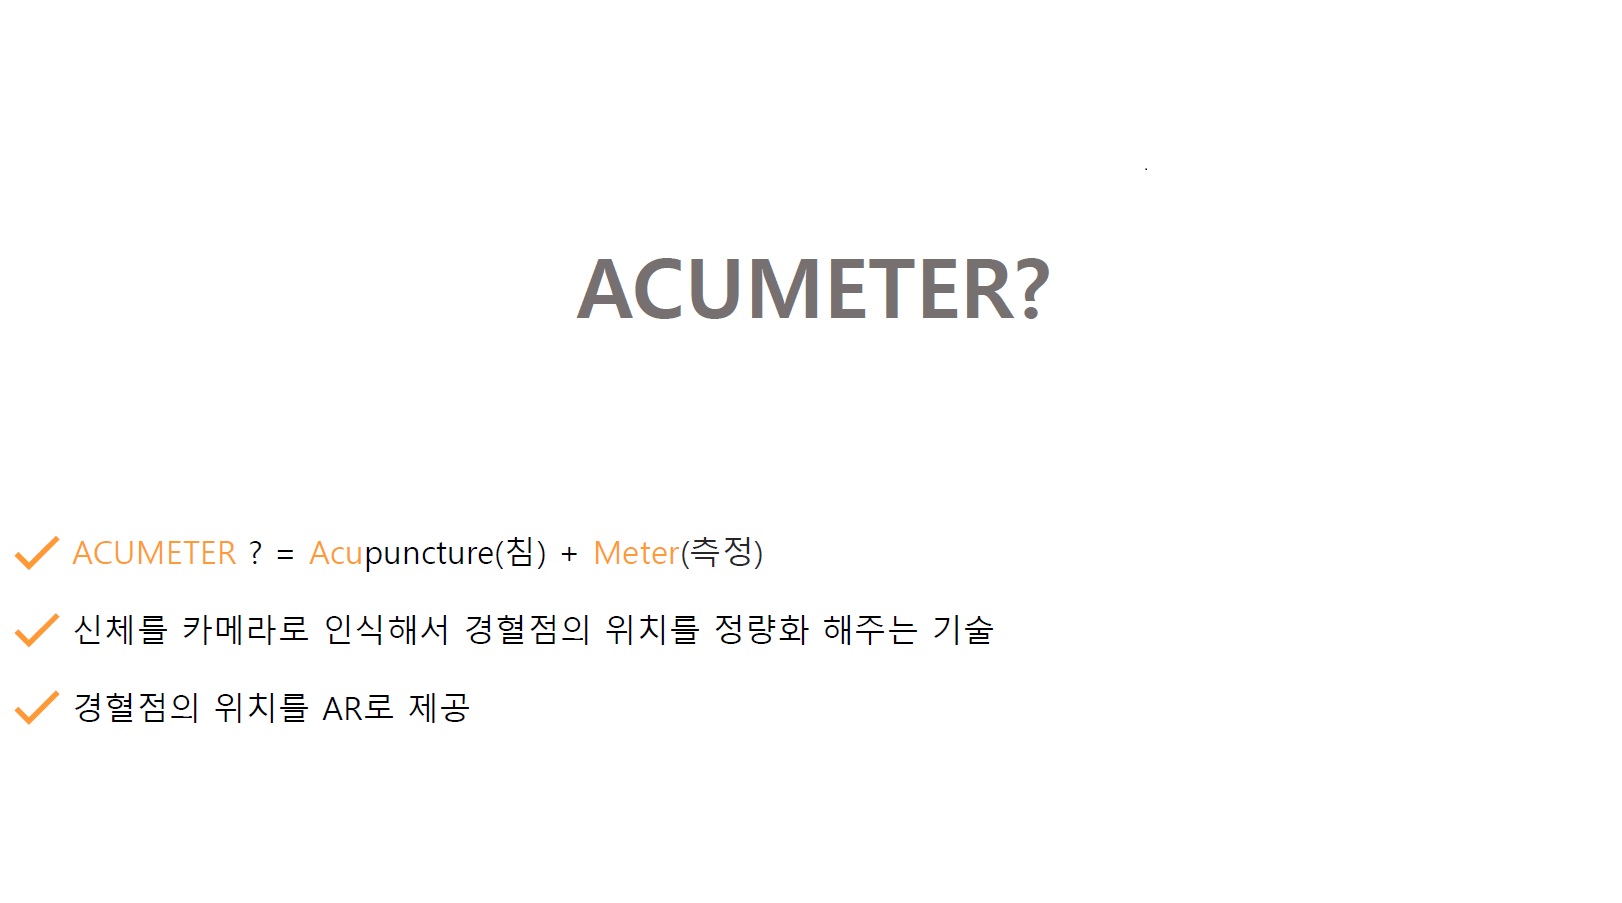 ACUMETER?
ACUMETER ? = Acupuncture(침) + Meter(측정)
신체를 카메라로 인식해서 경혈점의 위치를 정량화 해주는 기술
경혈점의 위치를 AR로 제공